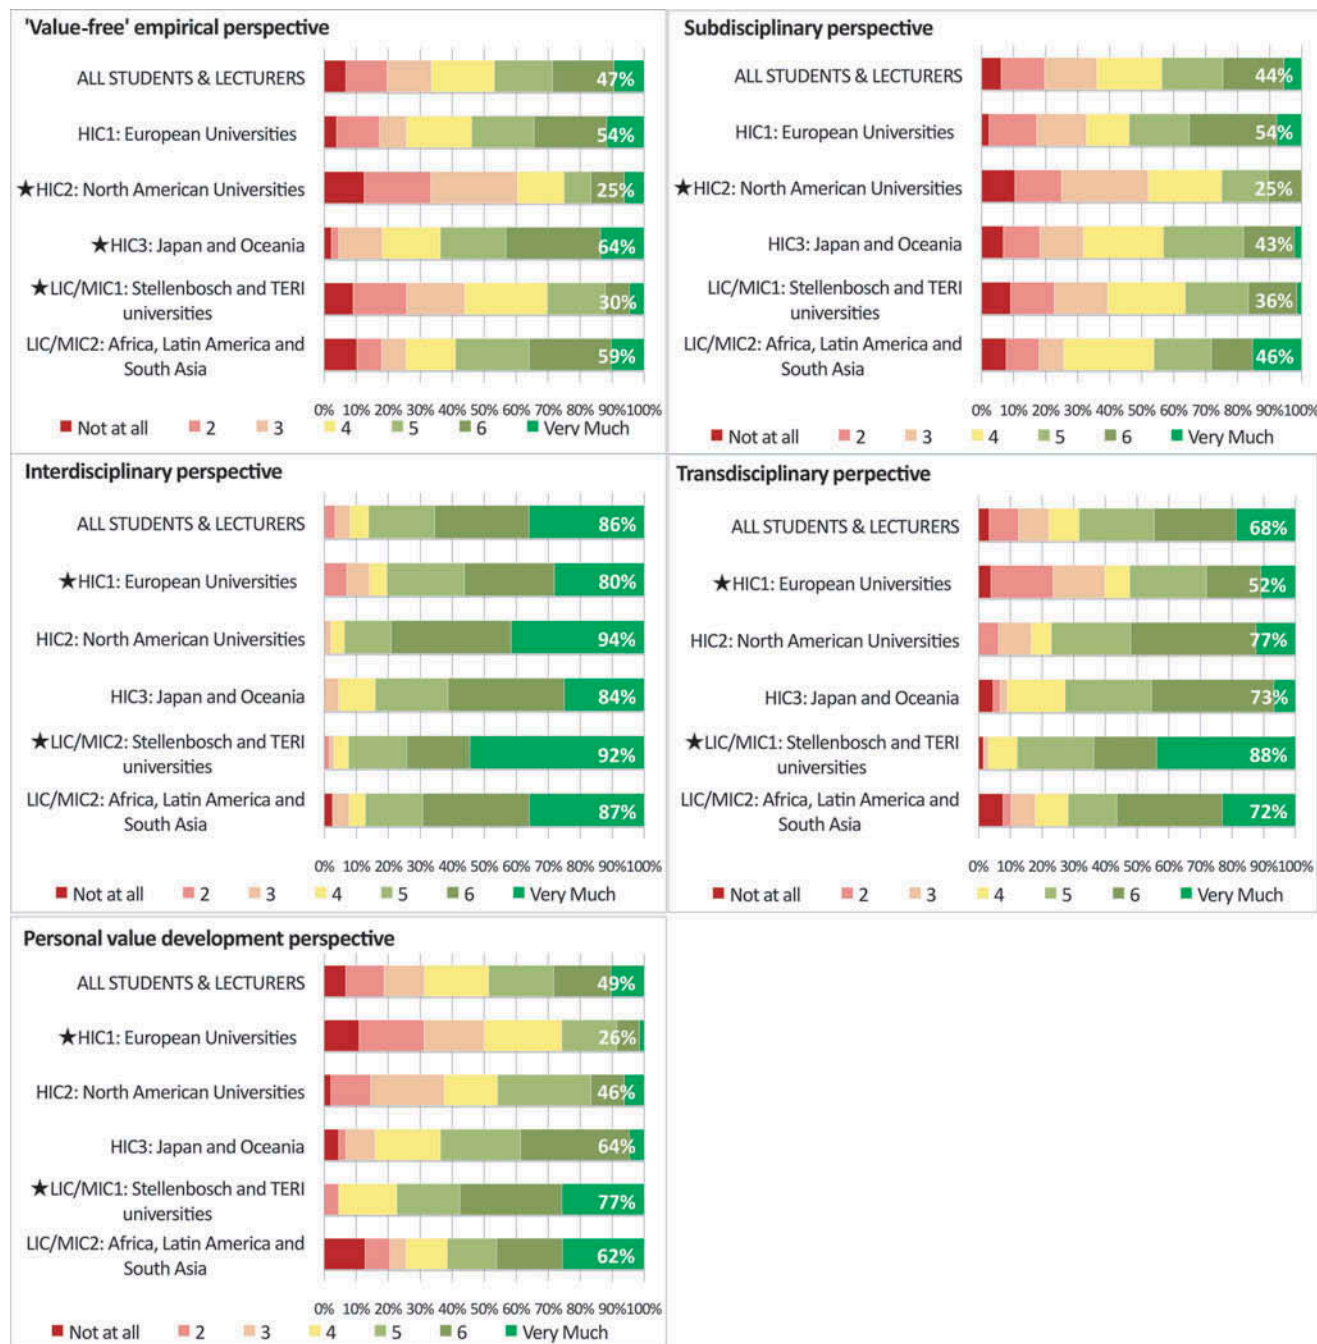 'Value-free' empirical perspective
ALL STUDENTS & LECTURERS
47%
HIC1: European Universities
54%
★HIC2: North American Universities
25%
★HIC3: Japan and Oceania
64%
★LIC/MIC1: Stellenbosch and TERI
universities
30%
LIC/MIC2: Africa, Latin America and
South Asia
59%
0% 10% 20% 30% 40% 50% 60% 70% 80% 90%100%
Not at all 2 3 4 5 6 Very Much
Subdisciplinary perspective
ALL STUDENTS & LECTURERS
44%
HIC1: European Universities
54%
★HIC2: North American Universities
25%
HIC3: Japan and Oceania
43%
LIC/MIC1: Stellenbosch and TERI
universities
36%
LIC/MIC2: Africa, Latin America and
South Asia
46%
0% 10% 20% 30% 40% 50% 60% 70% 80% 90%100%
Not at all 2 3 4 5 6 Very Much
Interdisciplinary perspective
ALL STUDENTS & LECTURERS
86%
★HIC1: European Universities
80%
HIC2: North American Universities
94%
HIC3: Japan and Oceania
84%
★LIC/MIC2: Stellenbosch and TERI
universities
92%
LIC/MIC2: Africa, Latin America and
South Asia
87%
0% 10% 20% 30% 40% 50% 60% 70% 80% 90%100%
Not at all 2 3 4 5 6 Very Much
Transdisciplinary perpective
ALL STUDENTS & LECTURERS
68%
★HIC1: European Universities
52%
HIC2: North American Universities
77%
HIC3: Japan and Oceania
73%
★LIC/MIC1: Stellenbosch and TERI
universities
88%
LIC/MIC2: Africa, Latin America and
South Asia
72%
0% 10% 20% 30% 40% 50% 60% 70% 80% 90%100%
Not at all 2 3 4 5 6 Very Much
Personal value development perspective
ALL STUDENTS & LECTURERS
49%
★HIC1: European Universities
26%
HIC2: North American Universities
46%
HIC3: Japan and Oceania
64%
★LIC/MIC1: Stellenbosch and TERI
universities
77%
LIC/MIC2: Africa, Latin America and
South Asia
62%
0% 10% 20% 30% 40% 50% 60% 70% 80% 90%100%
Not at all 2 3 4 5 6 Very Much